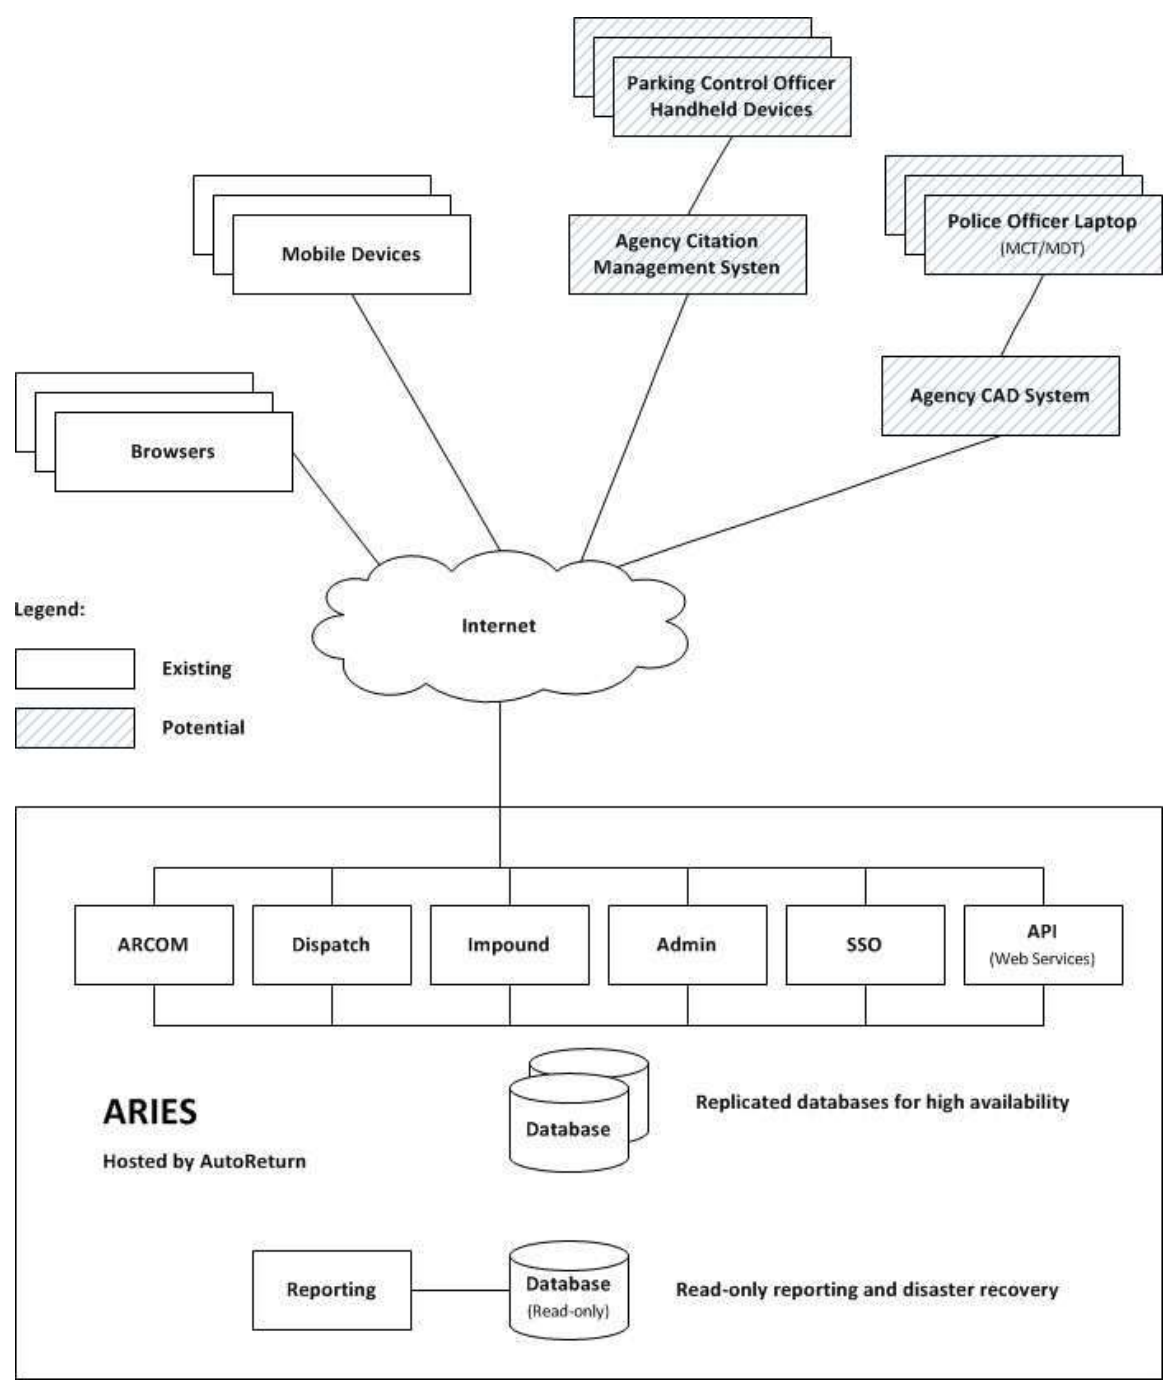 Parking Control Officer
Handheld Devices
Police Officer Laptop
(MCT/MDT)
Mobile Devices
Agency Citation
Management Systen
Agency CAD System
Browsers
Internet
Legend:
Existing
Potential
ARCOM
Dispatch
Impound
Admin
SSO
API
(Web Services)
ARIES
Hosted by AutoReturn
Database
Replicated databases for high availability
Reporting
Database
(Read-only)
Read-only reporting and disaster recovery